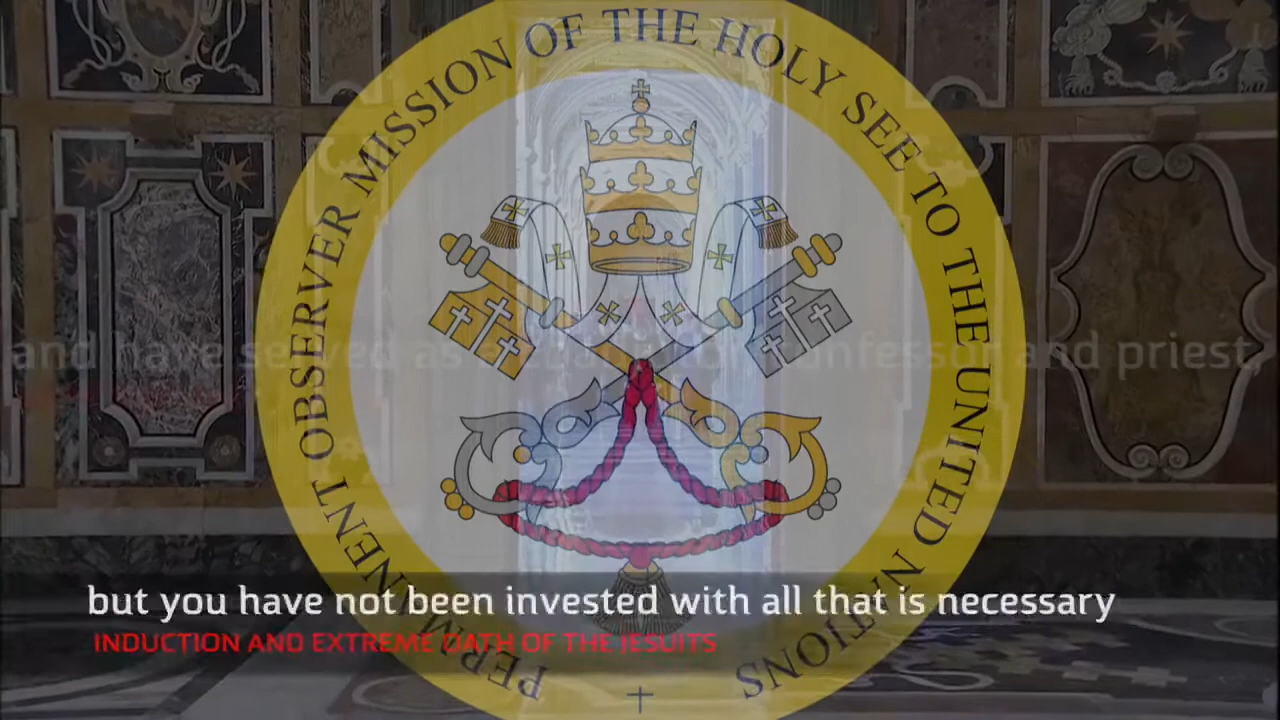 PERMANENT OBSERVER MISSION OF THE HOLY SEE TO THE UNITED NATIONS
and have served as confessor and priest,
but you have not been invested with all that is necessary
INDUCTION AND EXTREME OATH OF THE JESUITS